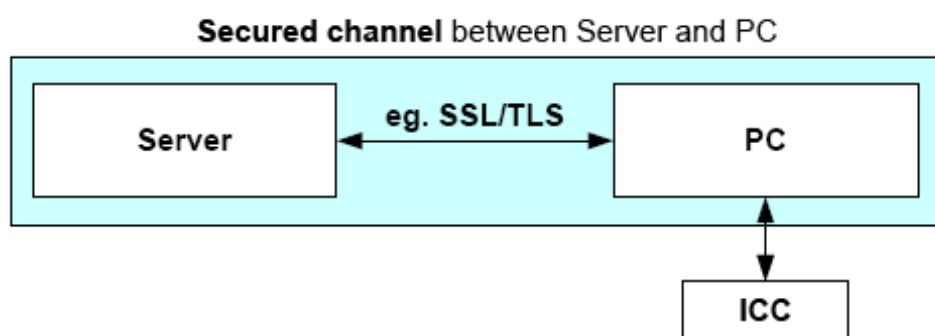 Secured channel between Server and PC
eg. SSL/TLS
Server
PC
ICC